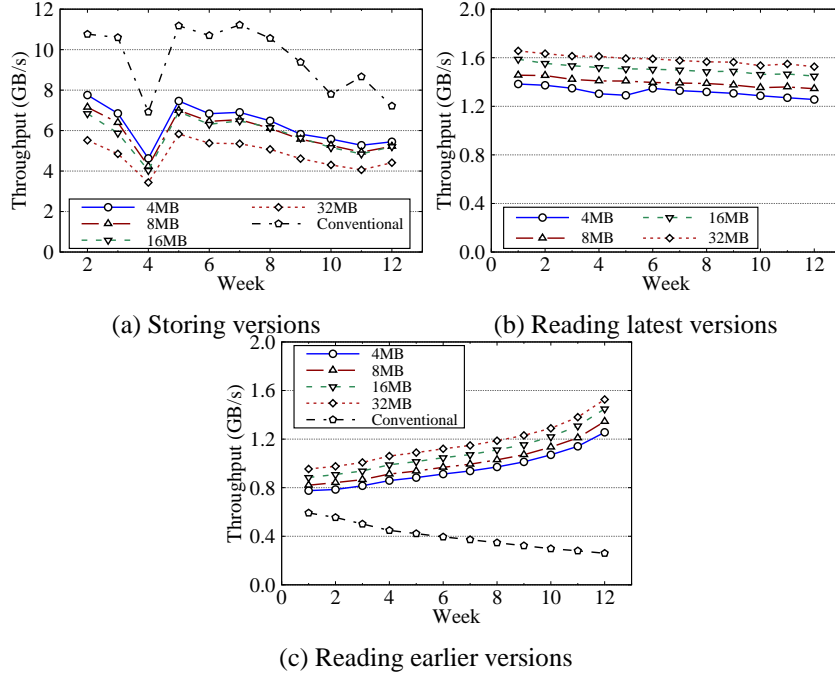 12
10
8
6
4
2
0
Throughput (GB/s)
4MB
8MB
16MB
32MB
Conventional
2 4 6 8 10 12
Week
(a) Storing versions
2.0
1.6
1.2
0.8
0.4
0.0
Throughput (GB/s)
4MB
8MB
16MB
32MB
0 2 4 6 8 10 12
Week
(b) Reading latest versions
2.0
1.6
1.2
0.8
0.4
0.0
Throughput (GB/s)
4MB
8MB
16MB
32MB
Conventional
0 2 4 6 8 10 12
Week
(c) Reading earlier versions